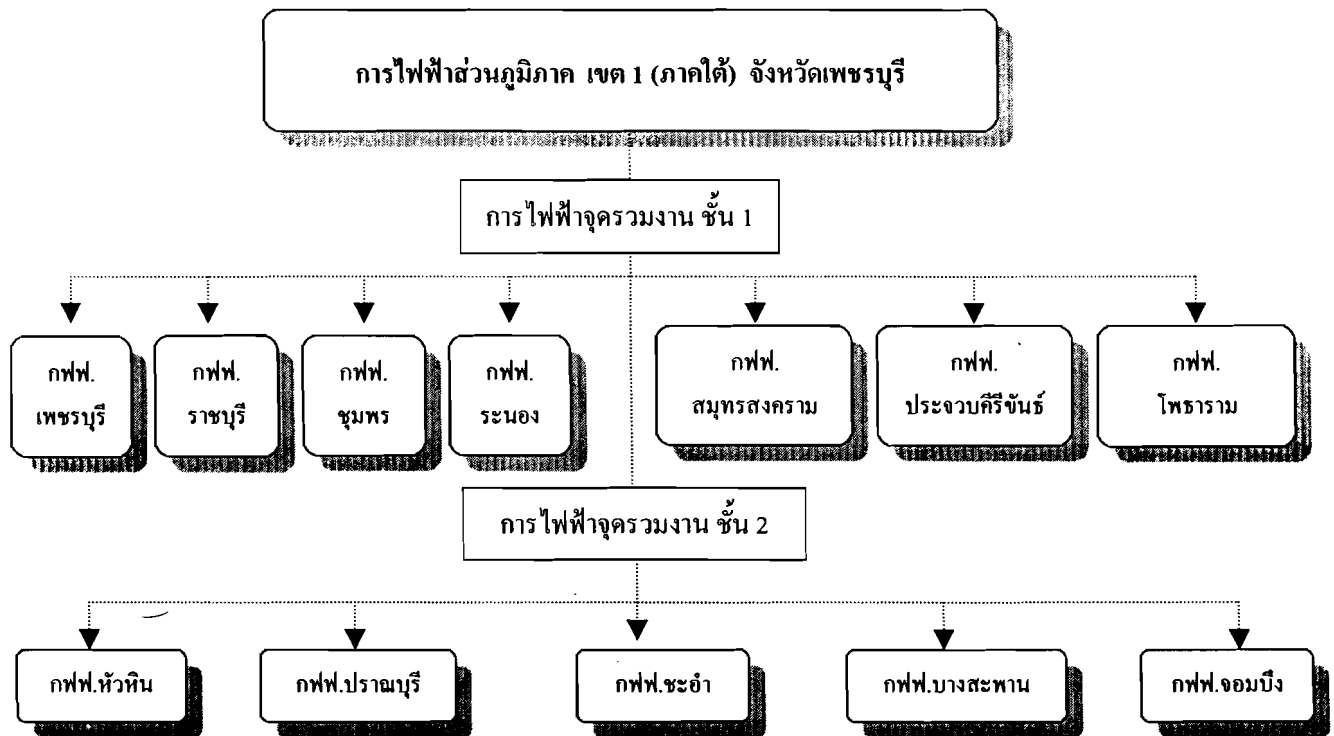 การไฟฟ้าส่วนภูมิภาค เขต 1 (ภาคใต้) จังหวัดเพชรบุรี
การไฟฟ้าจุดรวมงาน ชั้น 1
กฟฟ.
เพชรบุรี
กฟฟ.
ราชบุรี
กฟฟ.
ชุมพร
กฟฟ.
ระนอง
กฟฟ.
สมุทรสงคราม
กฟฟ.
ประจวบคีรีขันธ์
กฟฟ.
โพธาราม
การไฟฟ้าจุดรวมงาน ชั้น 2
กฟฟ.หัวหิน
กฟฟ.ปราณบุรี
กฟฟ.ชะอำ
กฟฟ.บางสะพาน
กฟฟ.จอมบึง